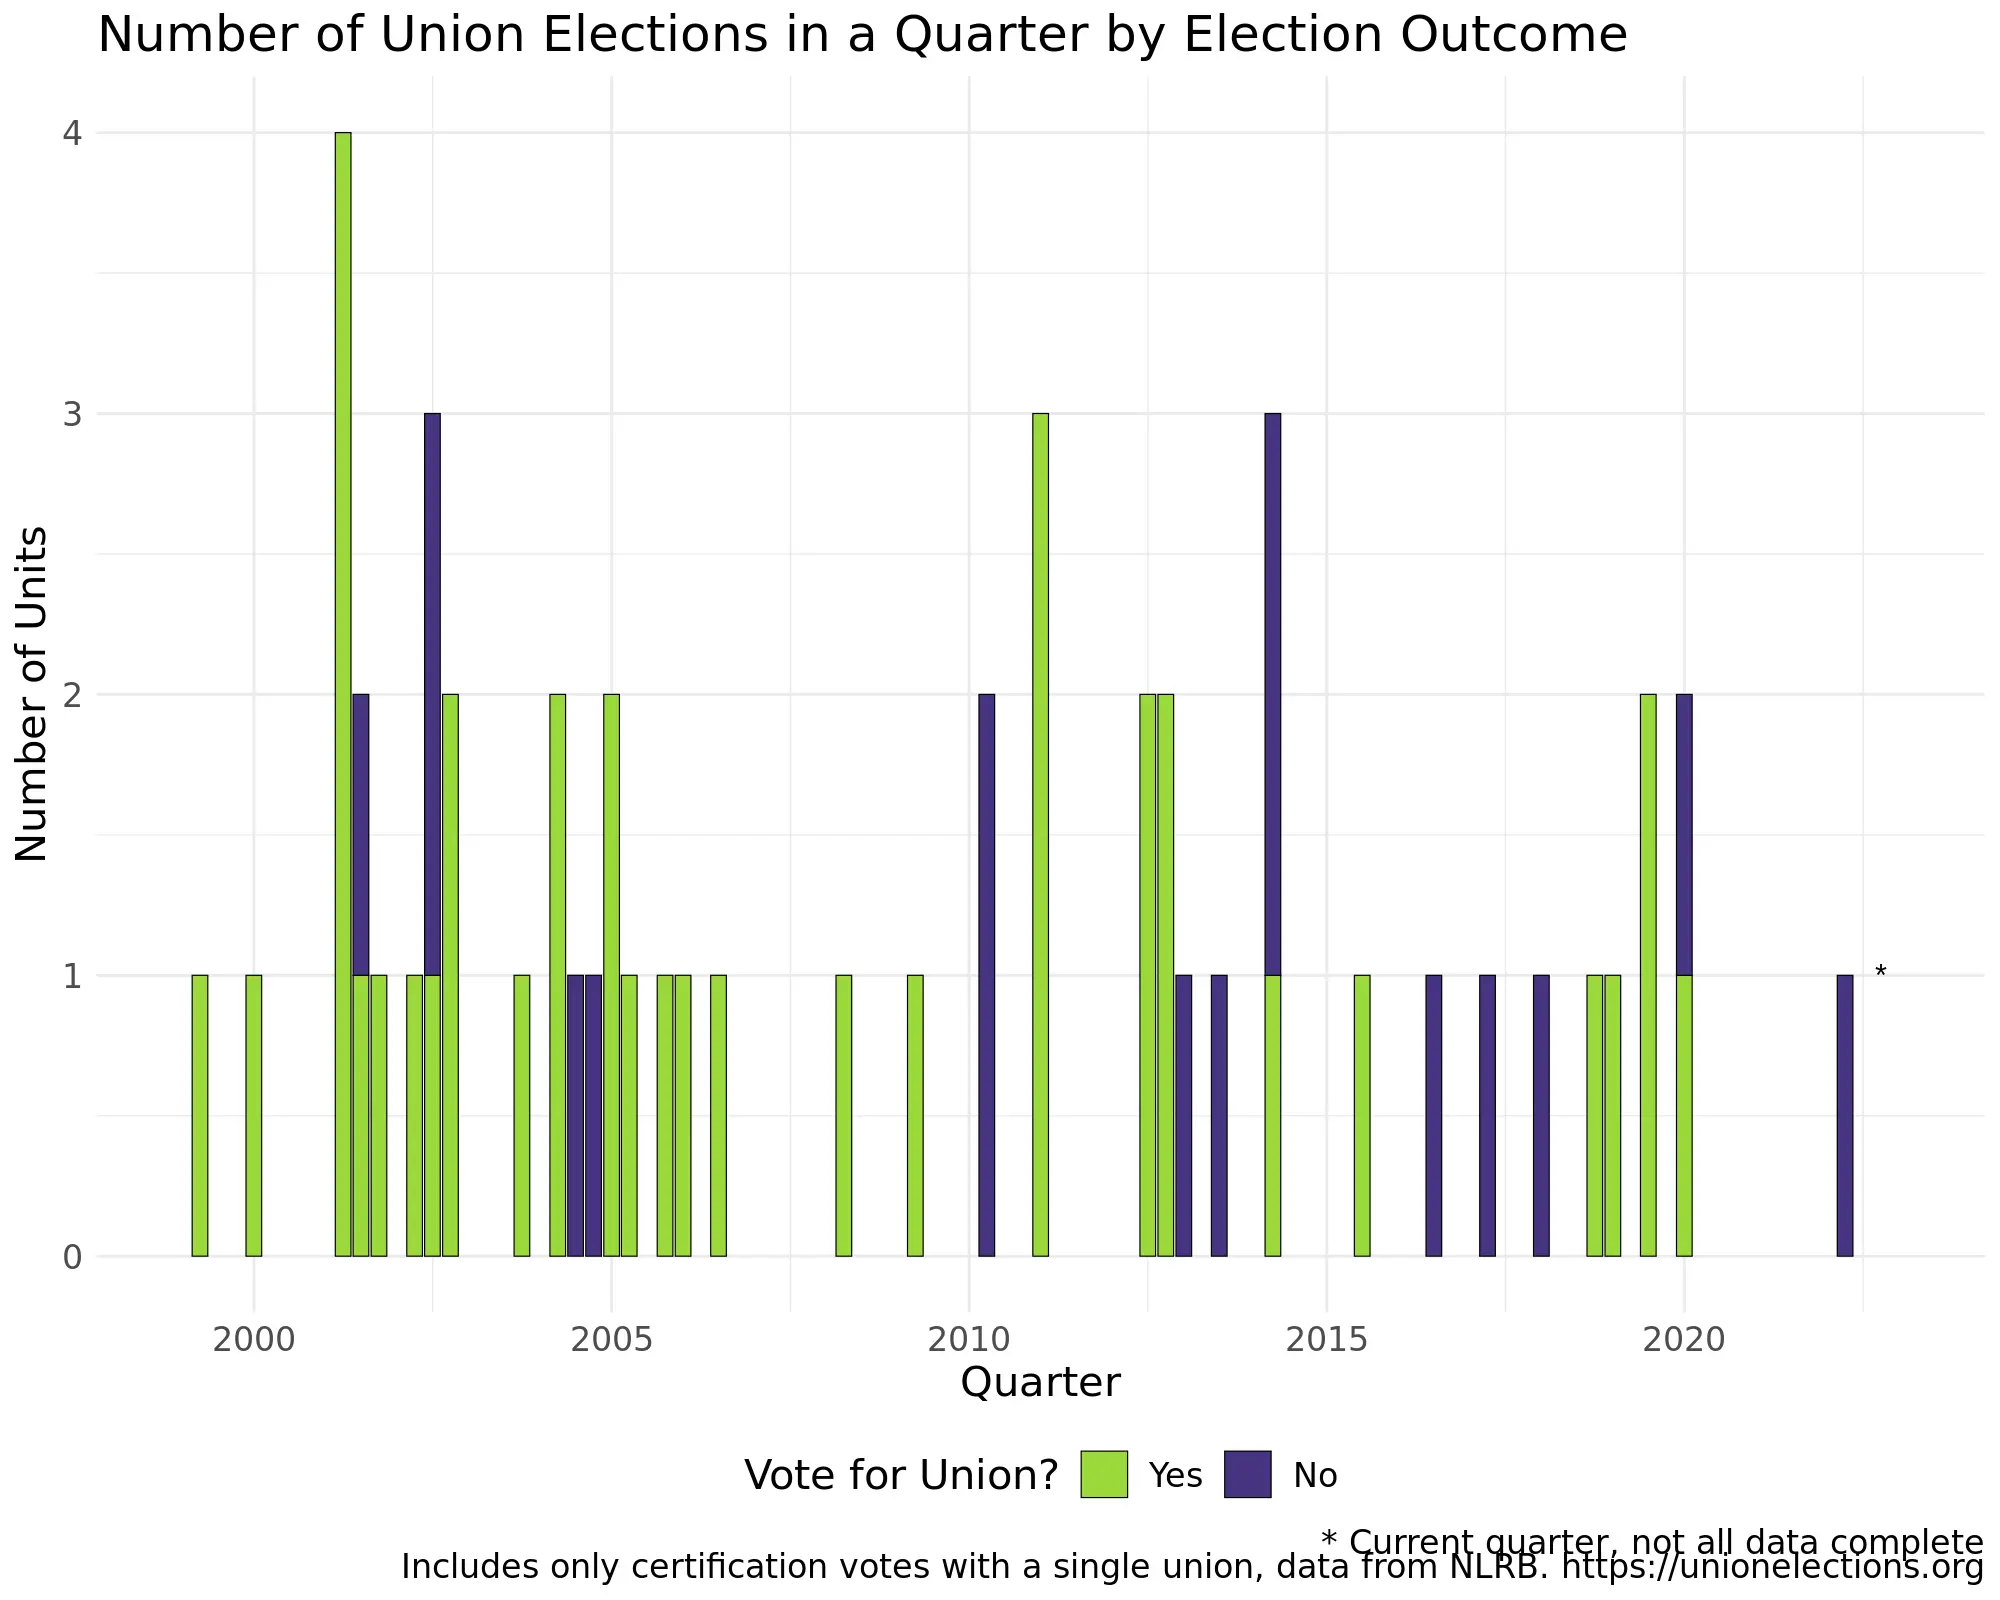 Number of Union Elections in a Quarter by Election Outcome
Number of Units
4
3
2
1
0
*
2000 2005 2010 2015 2020
Quarter
Vote for Union? Yes No
* Current quarter, not all data complete
Includes only certification votes with a single union, data from NLRB. https://unionelections.org